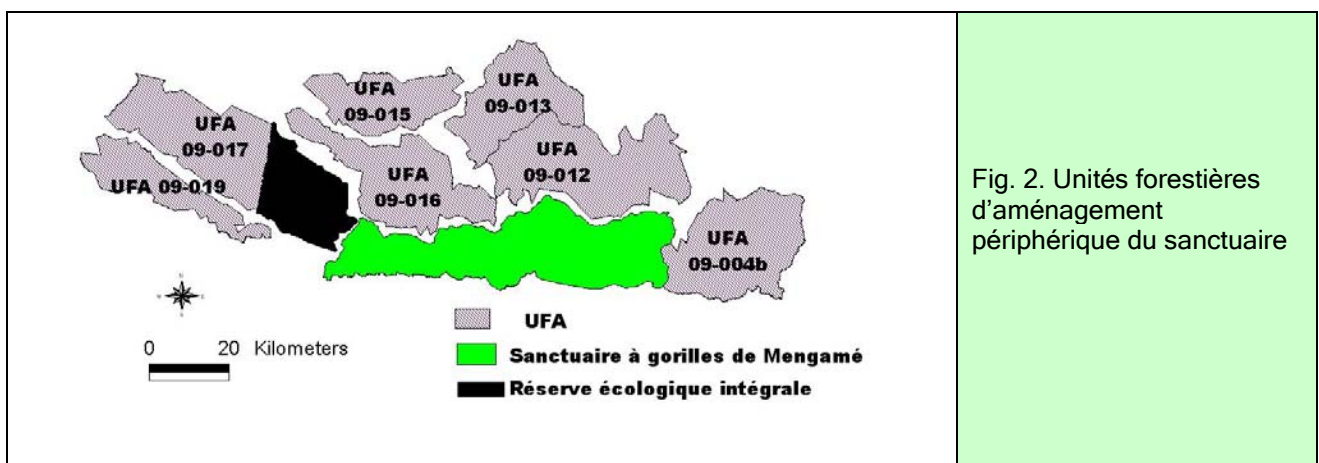 UFA
09-015
UFA
09-013
UFA
09-017
UFA
09-012
UFA 09-019
UFA
09-016
UFA
09-004b
N
0 20 Kilometers
UFA
Sanctuaire à gorilles de Mengamé
Réserve écologique intégrale
Fig. 2. Unités forestières
d’aménagement
périphérique du sanctuaire